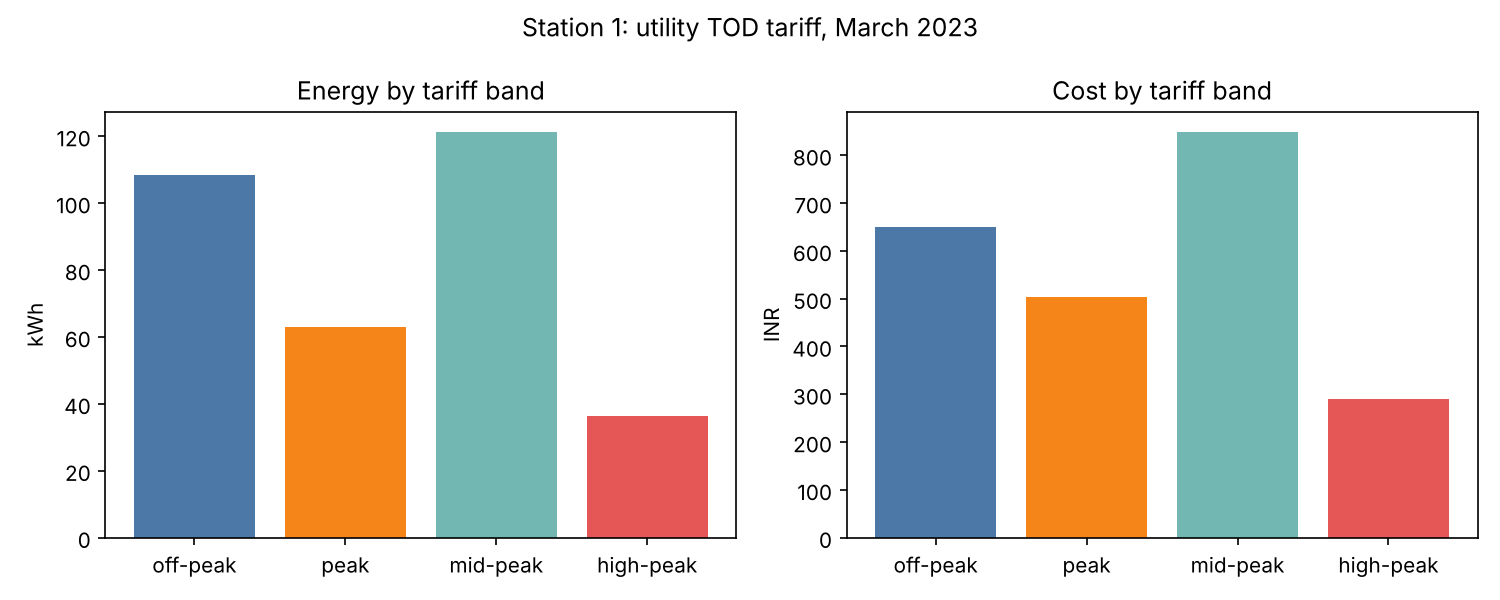 Station 1: utility TOD tariff, March 2023
Energy by tariff band
kWh
120
100
80
60
40
20
0
off-peak peak mid-peak high-peak
Cost by tariff band
INR
800
700
600
500
400
300
200
100
0
off-peak peak mid-peak high-peak